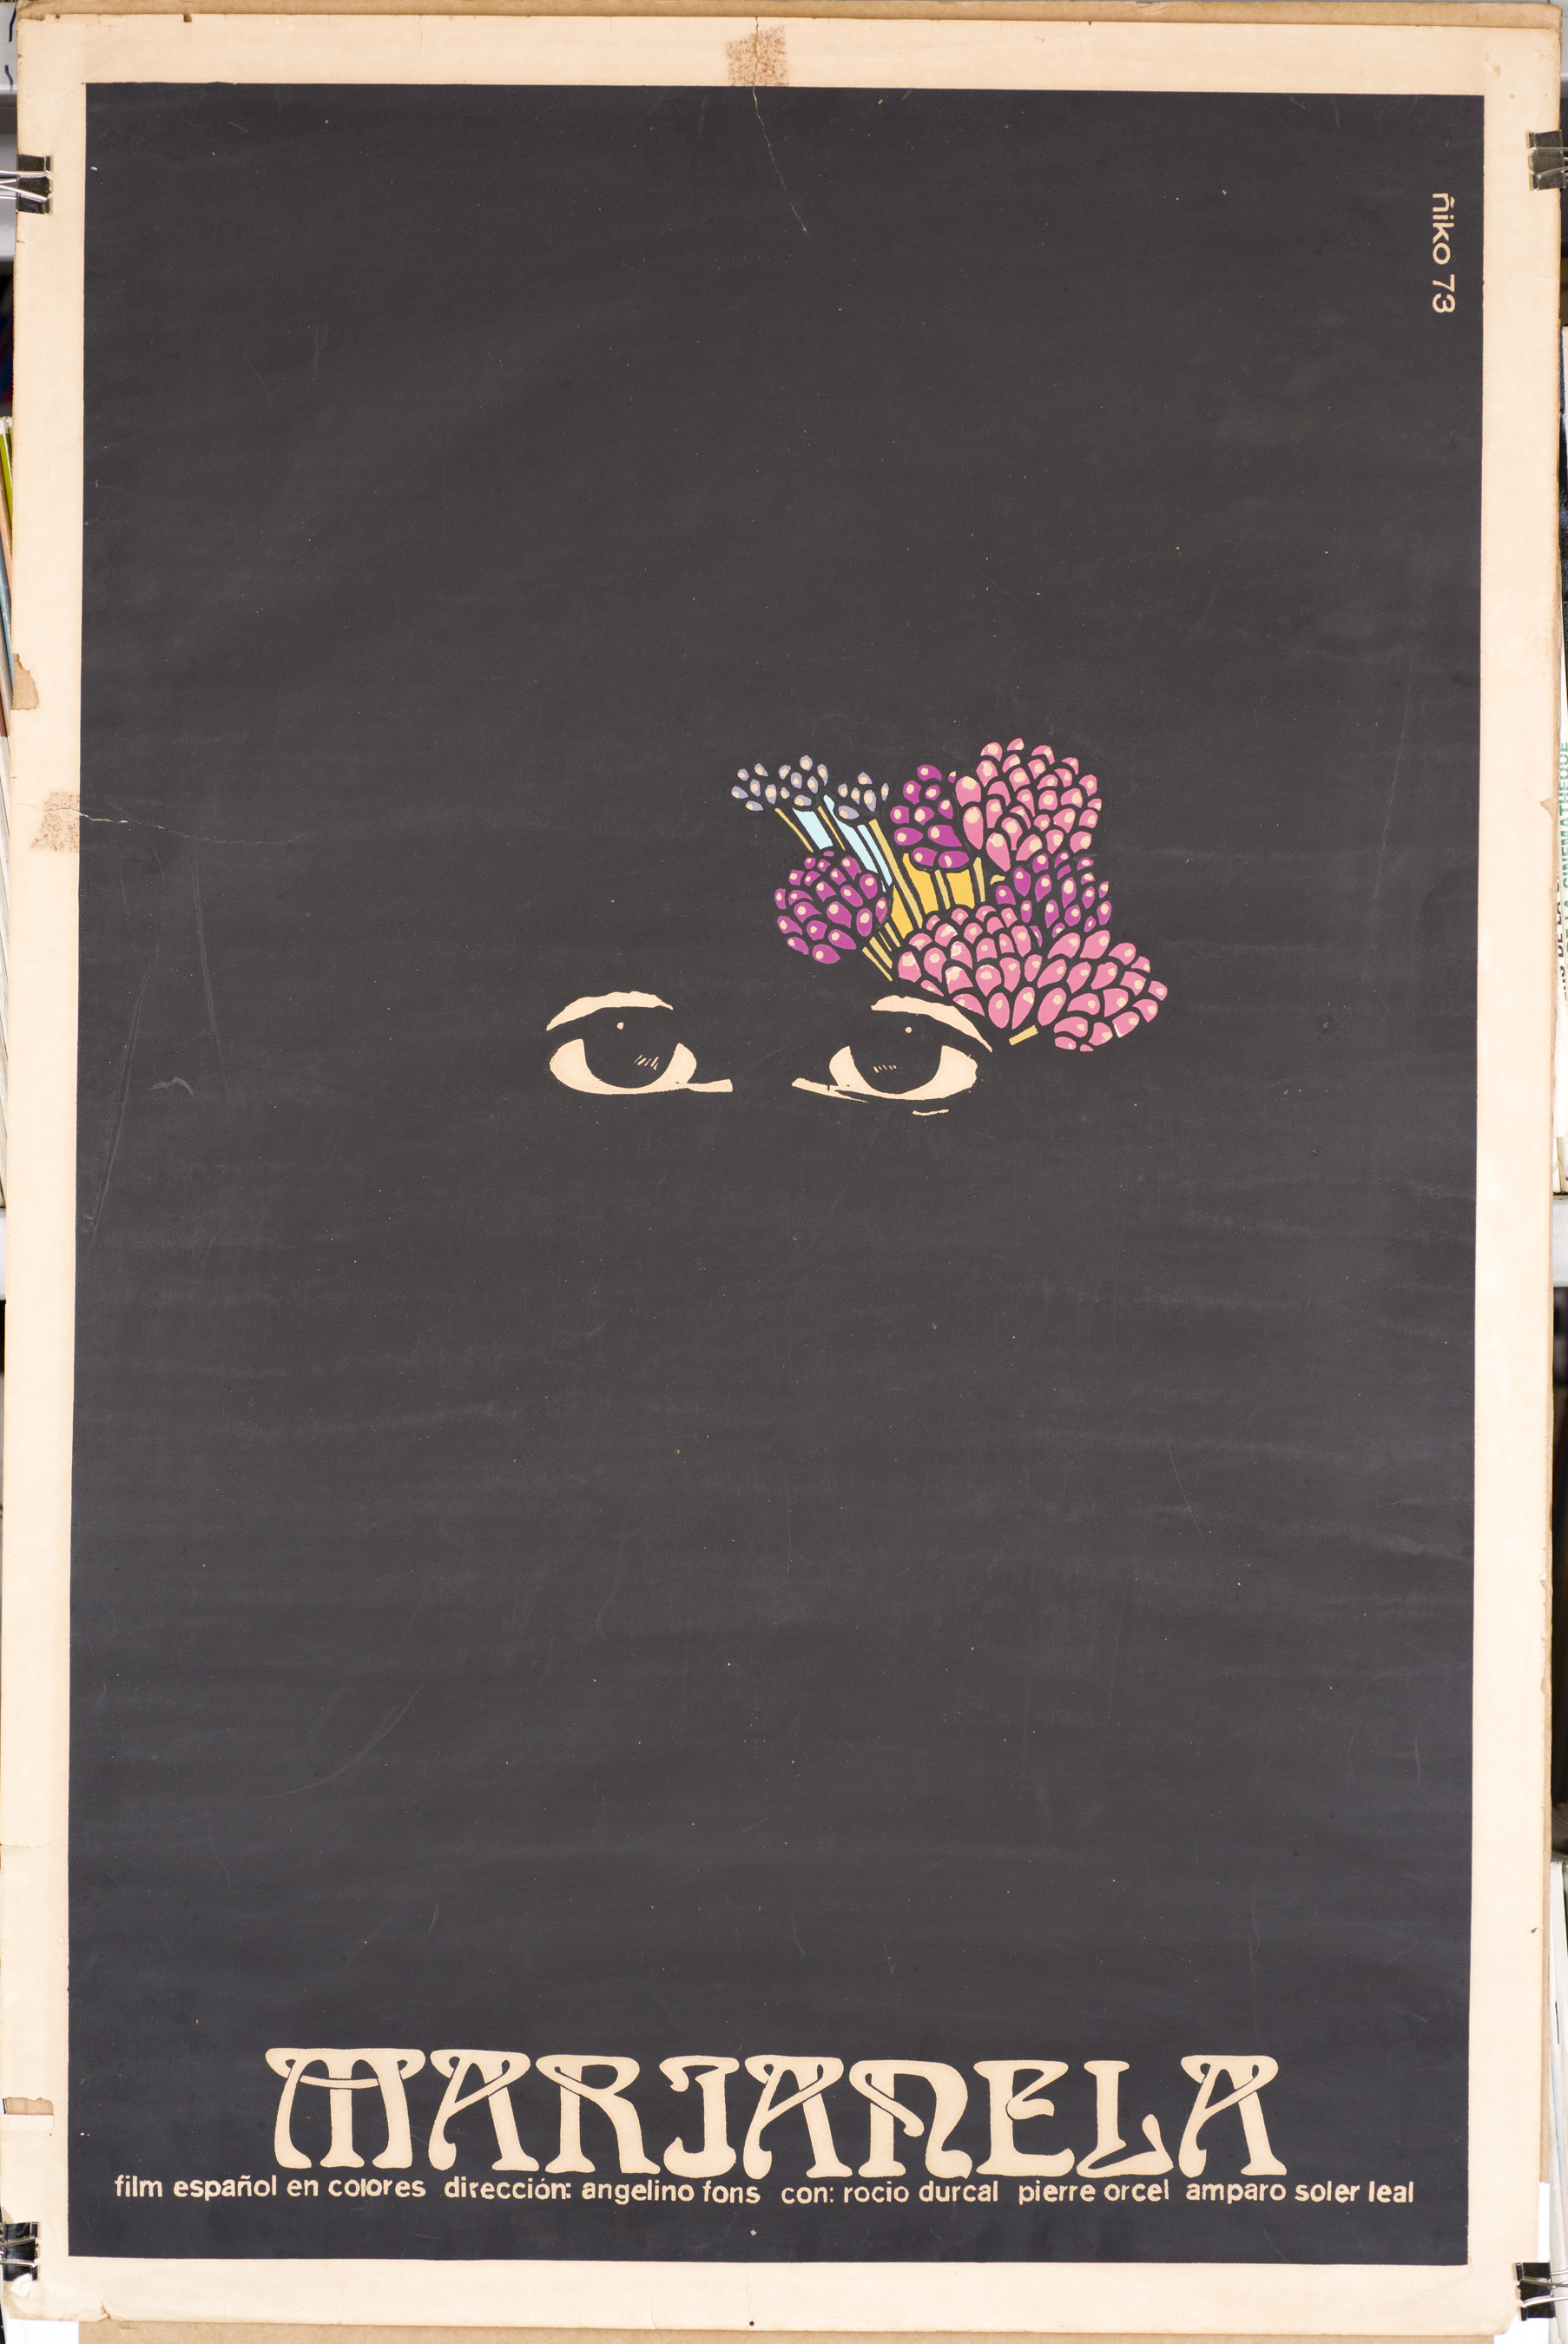 ñiko 73
MARIANELA
film español en colores dirección: angelino fons con: rocio durcal pierre orcel amparo soler leal